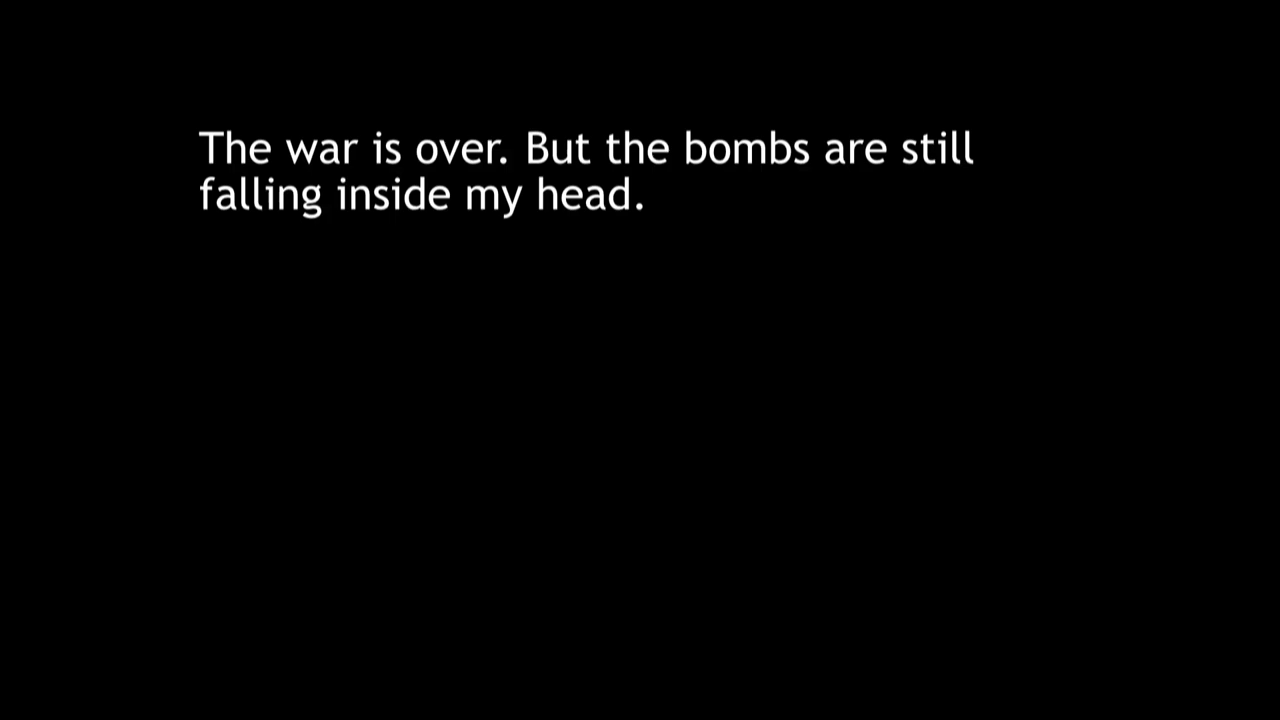 The war is over. But the bombs are still
falling inside my head.